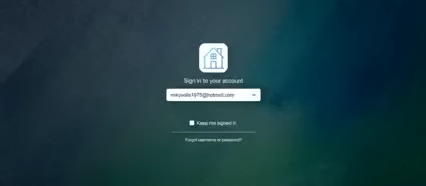 Sign in to your account
Keep me signed in
Forgot username or password?